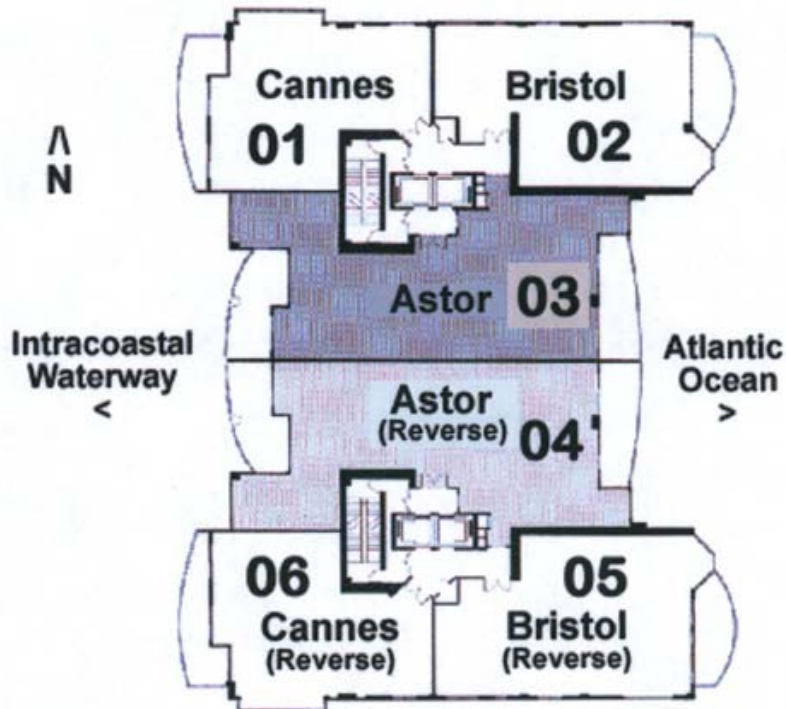 Cannes
01
Bristol
02
/\
N
Astor 03
Intracoastal
Waterway
<
Atlantic
Ocean
>
Astor
(Reverse)
04
06
Cannes
(Reverse)
05
Bristol
(Reverse)